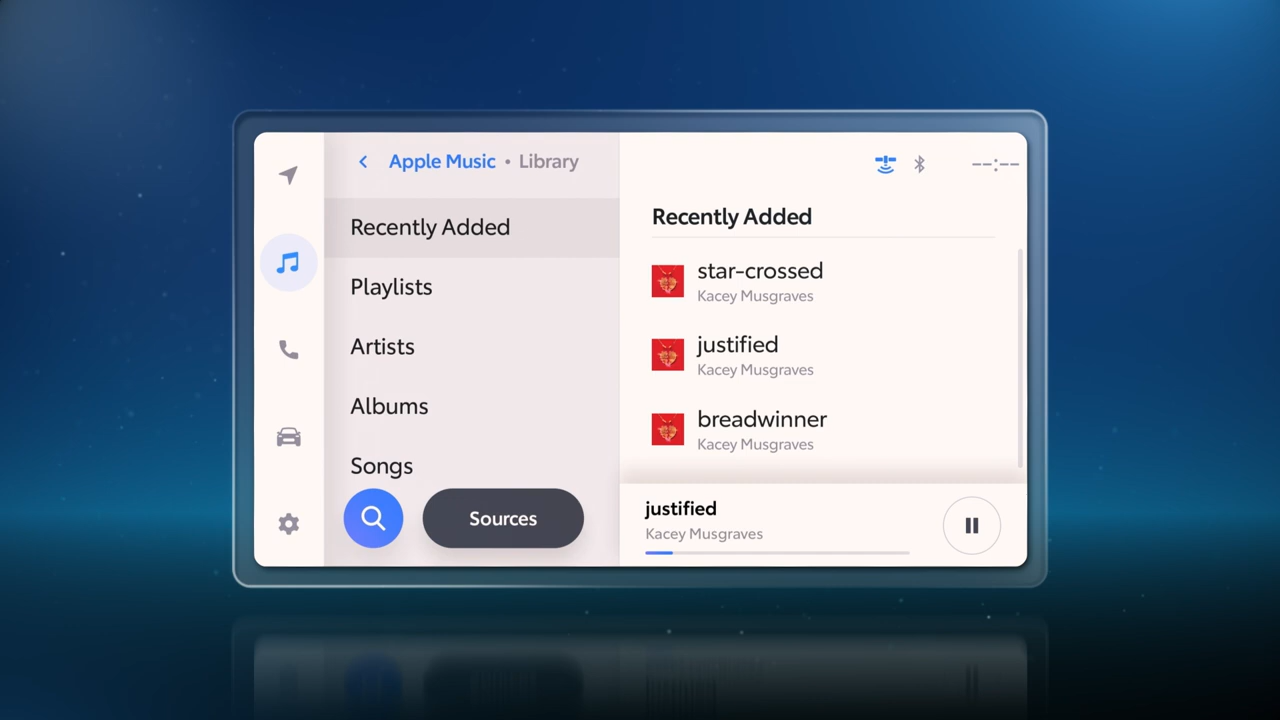 Apple Music • Library
Recently Added
Playlists
Artists
Albums
Songs
Sources
--:--
Recently Added
star-crossed
Kacey Musgraves
justified
Kacey Musgraves
breadwinner
Kacey Musgraves
justified
Kacey Musgraves